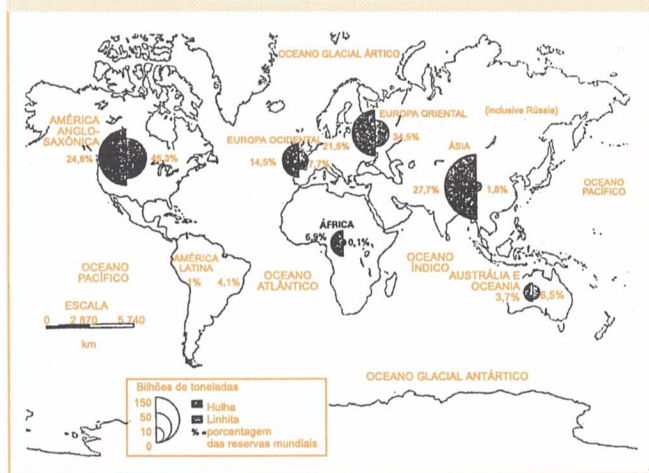 OCEANO GLACIAL ÁRTICO
AMÉRICA
ANGLO-
SAXÔNICA
24,8%
45,3%
EUROPA OCIDENTAL
14,5%
7,7%
EUROPA ORIENTAL
(inclusive Rússia)
21,5%
34,5%
ÁSIA
27,7%
1,8%
OCEANO
PACÍFICO
ÁFRICA
6,9%
0,1%
AMÉRICA
LATINA
1%
4,1%
OCEANO
PACÍFICO
OCEANO
ATLÂNTICO
OCEANO
ÍNDICO
AUSTRÁLIA E
OCEANIA
3,7%
6,5%
ESCALA
0 2 870 5 740
km
OCEANO GLACIAL ANTÁRTICO
Bilhões de toneladas
150
50
10
0
Hulha
Linhita
% = porcentagem
das reservas mundiais